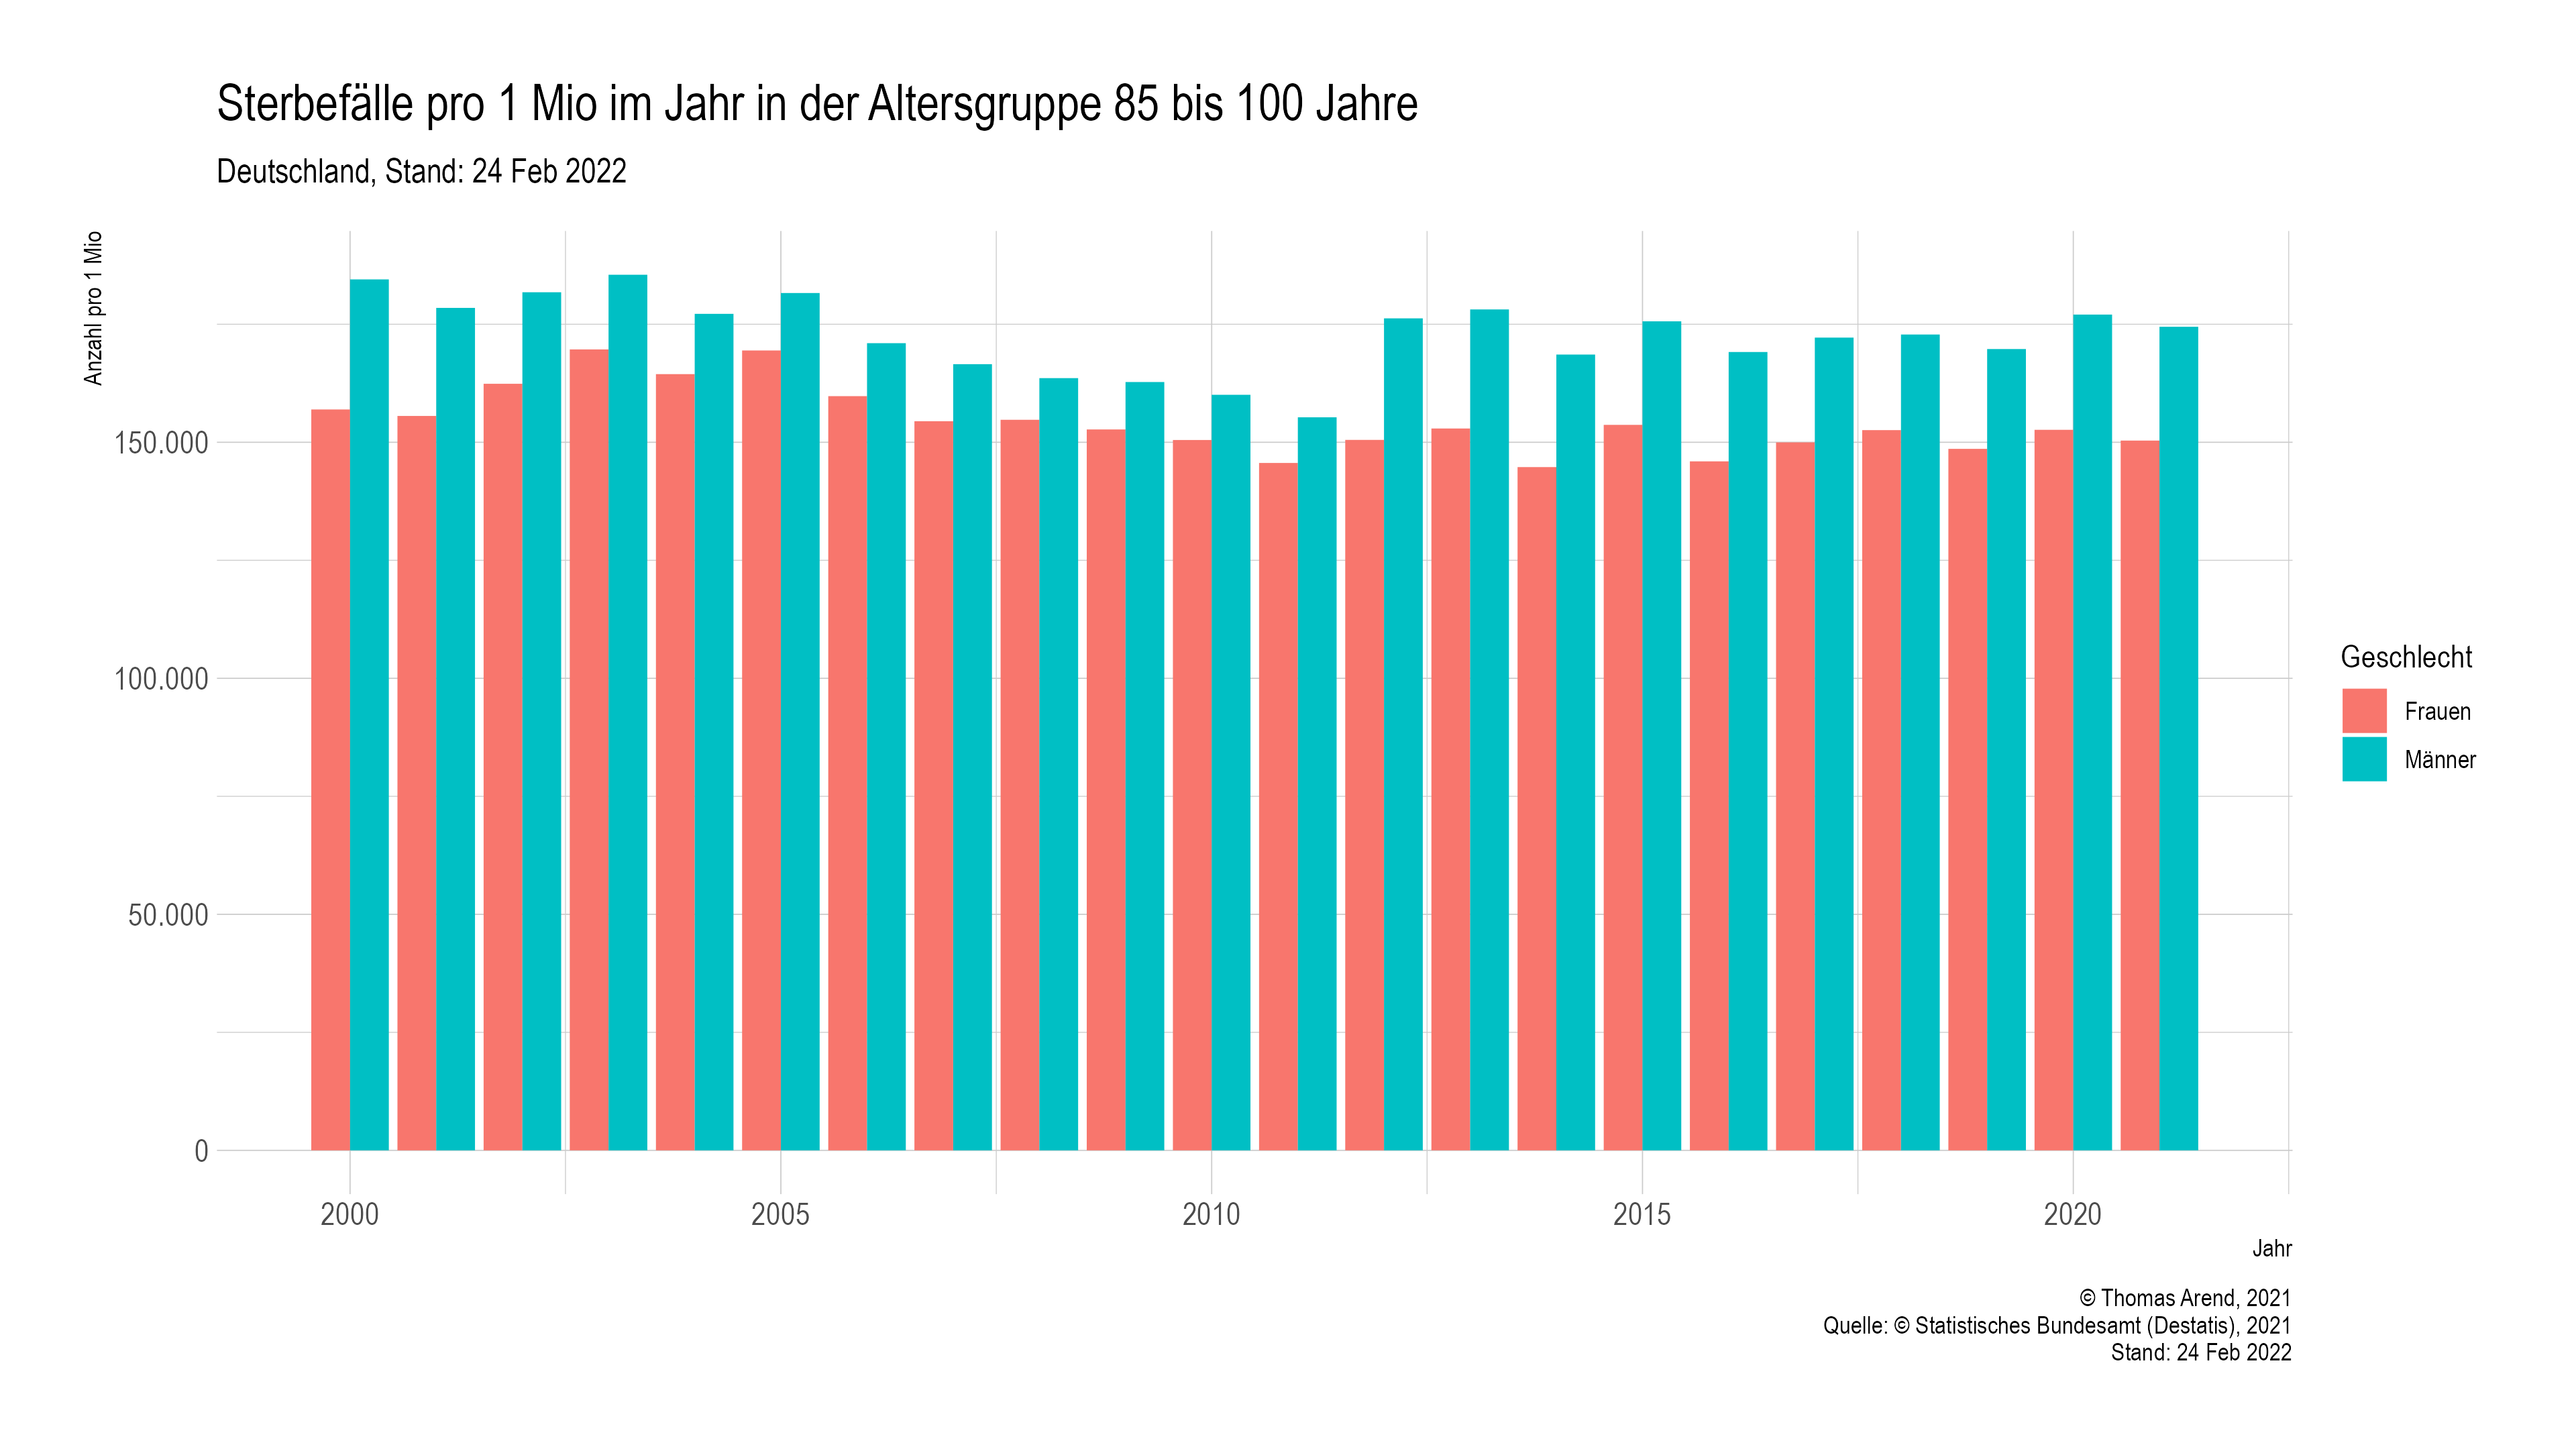 Sterbefälle pro 1 Mio im Jahr in der Altersgruppe 85 bis 100 Jahre
Deutschland, Stand: 24 Feb 2022
Anzahl pro 1 Mio
150.000
100.000
50.000
0
2000
2005
2010
2015
2020
Jahr
Geschlecht
Frauen
Männer
© Thomas Arend, 2021
Quelle: © Statistisches Bundesamt (Destatis), 2021
Stand: 24 Feb 2022